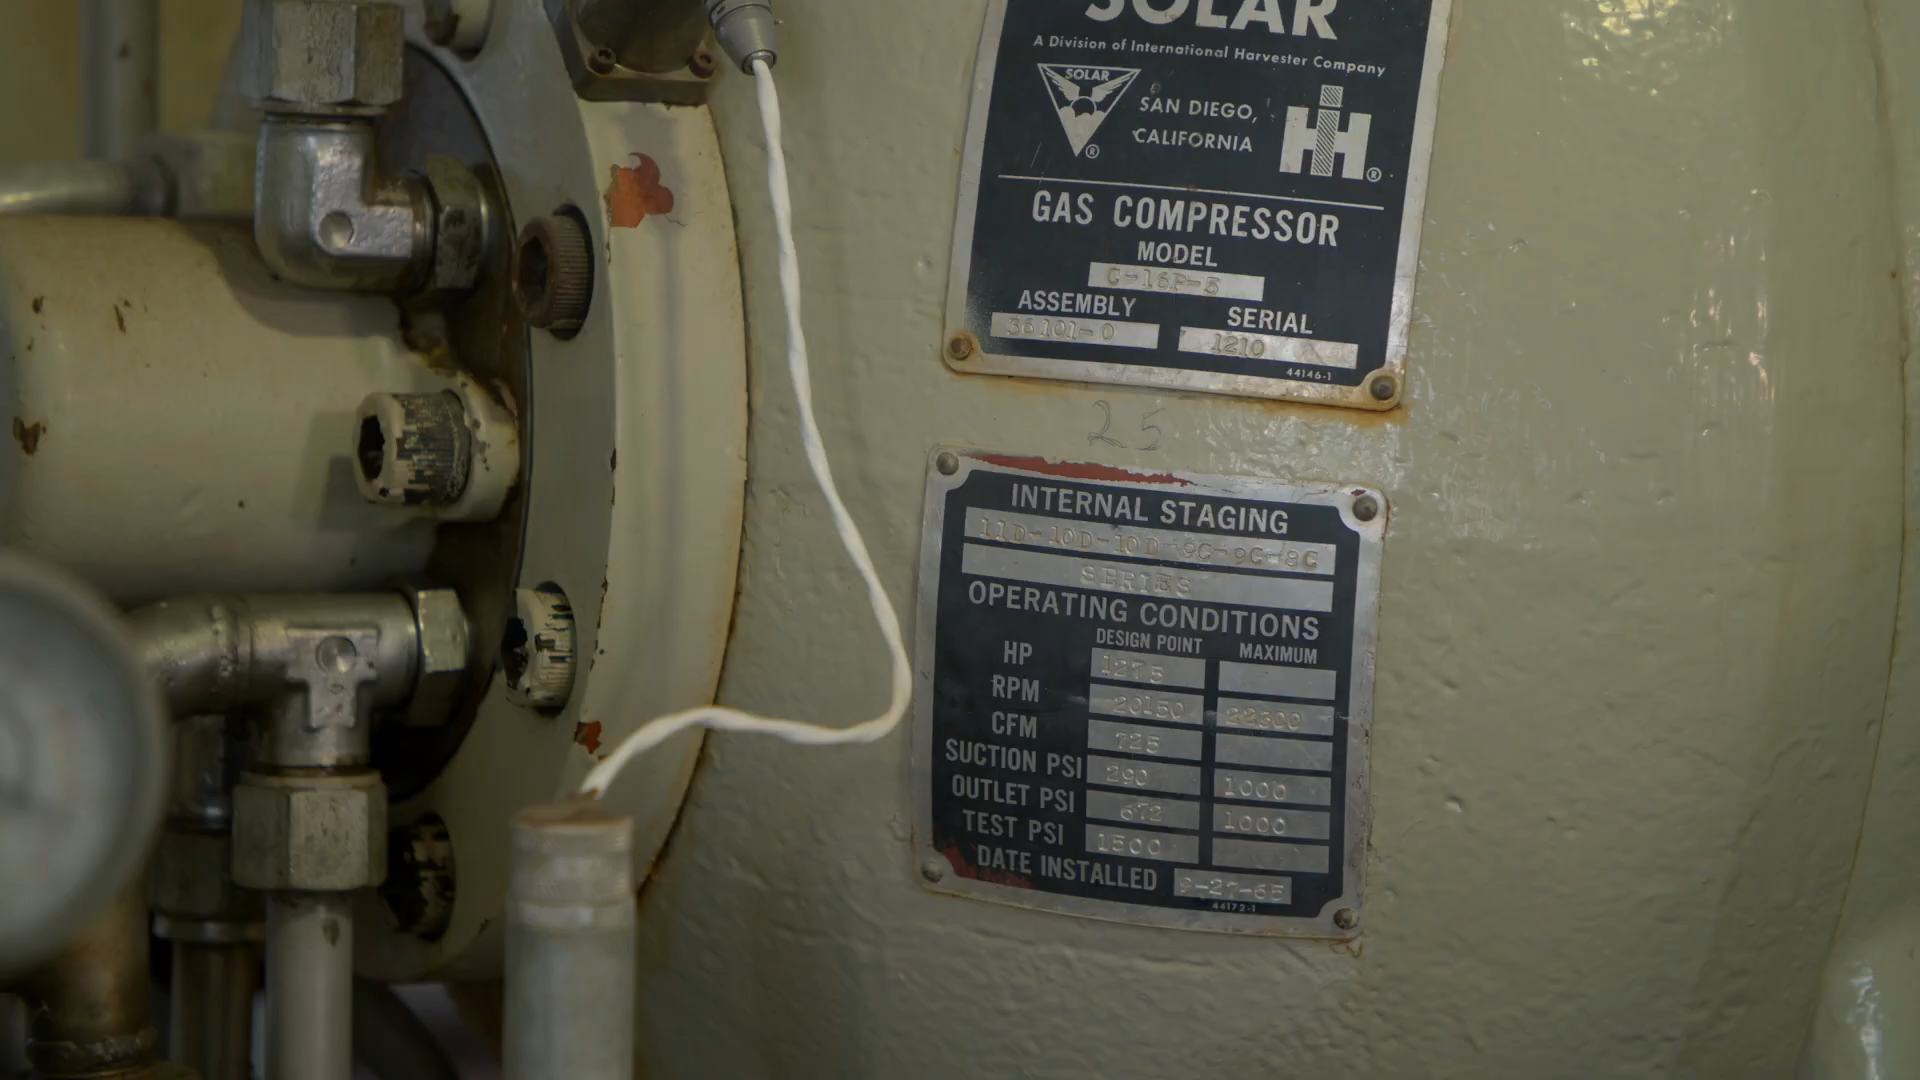 SOLAR
A Division of International Harvester Company
SOLAR
®
SAN DIEGO,
CALIFORNIA
IH
®
GAS COMPRESSOR
MODEL
C-16P-5
ASSEMBLY SERIAL
36101-0 1210
44146-1
25
INTERNAL STAGING
11D-10D-10D-9C-9C-8C
SERIES
OPERATING CONDITIONS
DESIGN POINT MAXIMUM
HP 1275
RPM 20150 22300
CFM 725
SUCTION PSI 290 1000
OUTLET PSI 672 1000
TEST PSI 1500
DATE INSTALLED 9-27-65
44172-1